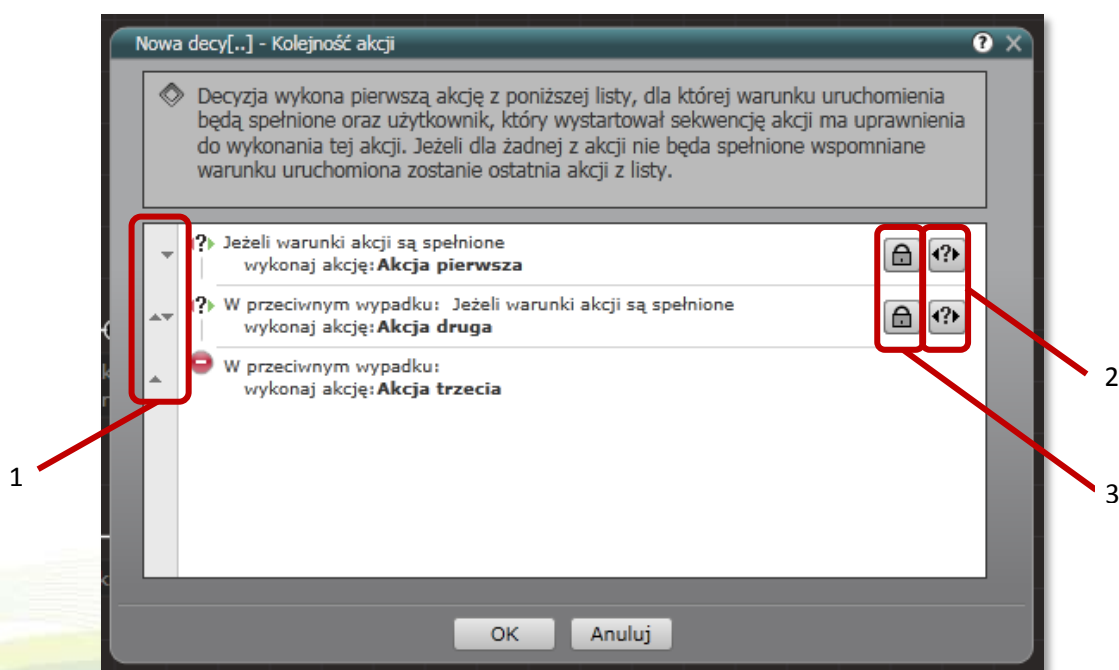 Nowa decy[..] - Kolejność akcji
Decyzja wykona pierwszą akcję z poniższej listy, dla której warunku uruchomienia
będą spełnione oraz użytkownik, który wystartował sekwencję akcji ma uprawnienia
do wykonania tej akcji. Jeżeli dla żadnej z akcji nie będa spełnione wspomniane
warunku uruchomiona zostanie ostatnia akcji z listy.
Jeżeli warunki akcji są spełnione
wykonaj akcję:Akcja pierwsza
W przeciwnym wypadku: Jeżeli warunki akcji są spełnione
wykonaj akcję:Akcja druga
W przeciwnym wypadku:
wykonaj akcję:Akcja trzecia
2
1
3
OK Anuluj